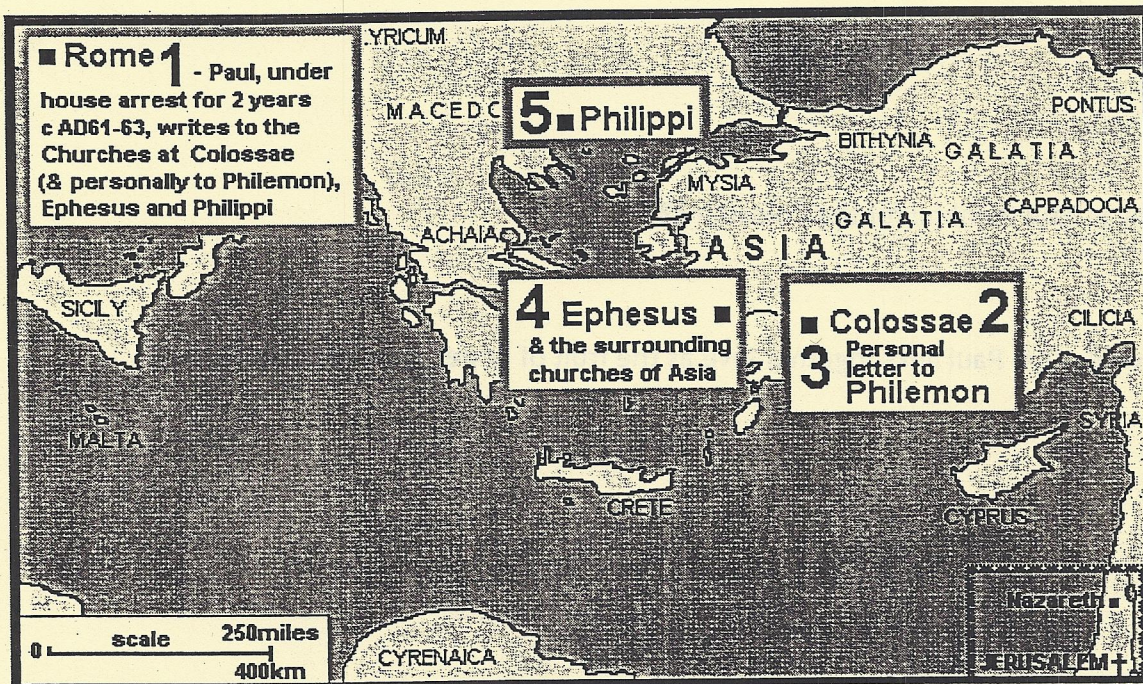 ■ Rome 1 - Paul, under
house arrest for 2 years
c AD61-63, writes to the
Churches at Colossae
(& personally to Philemon),
Ephesus and Philippi
.YRICUM
MACEDO
5 ■ Philippi
PONTUS
BITHYNIA
GALATIA
MYSIA
CAPPADOCIA
GALATIA
ACHAIA
ASIA
SICILY
4 Ephesus ■
& the surrounding
churches of Asia
■ Colossae 2
3 Personal
letter to
Philemon
CILICIA
MALTA
SYRIA
CRETE
CYPRUS
Nazareth ■
JERUSALEM +
0 scale 250miles
400km
CYRENAICA